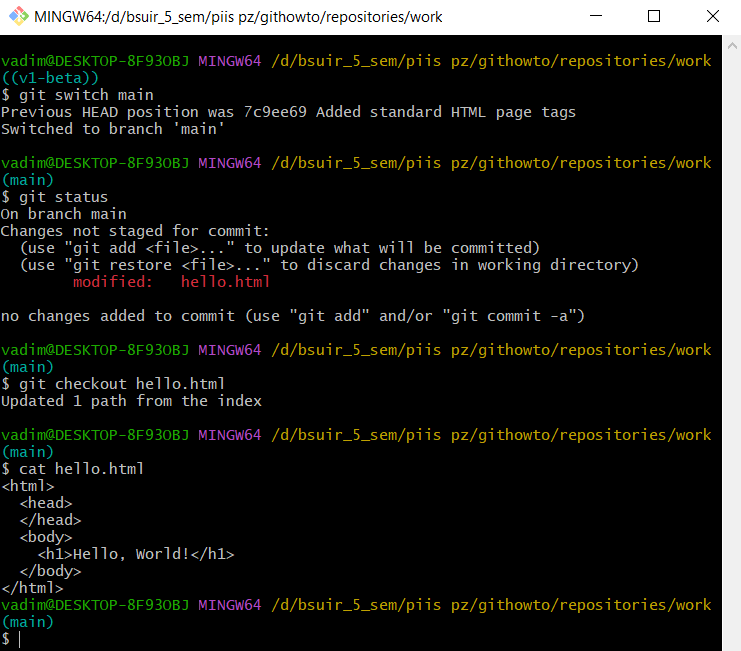 MINGW64:/d/bsuir_5_sem/piis pz/githowto/repositories/work
vadim@DESKTOP-8F93OBJ MINGW64 /d/bsuir_5_sem/piis pz/githowto/repositories/work
((v1-beta))
$ git switch main
Previous HEAD position was 7c9ee69 Added standard HTML page tags
Switched to branch 'main'
vadim@DESKTOP-8F93OBJ MINGW64 /d/bsuir_5_sem/piis pz/githowto/repositories/work
(main)
$ git status
On branch main
Changes not staged for commit:
  (use "git add <file>..." to update what will be committed)
  (use "git restore <file>..." to discard changes in working directory)
        modified:   hello.html
no changes added to commit (use "git add" and/or "git commit -a")
vadim@DESKTOP-8F93OBJ MINGW64 /d/bsuir_5_sem/piis pz/githowto/repositories/work
(main)
$ git checkout hello.html
Updated 1 path from the index
vadim@DESKTOP-8F93OBJ MINGW64 /d/bsuir_5_sem/piis pz/githowto/repositories/work
(main)
$ cat hello.html
<html>
  <head>
  </head>
  <body>
    <h1>Hello, World!</h1>
  </body>
</html>
vadim@DESKTOP-8F93OBJ MINGW64 /d/bsuir_5_sem/piis pz/githowto/repositories/work
(main)
$